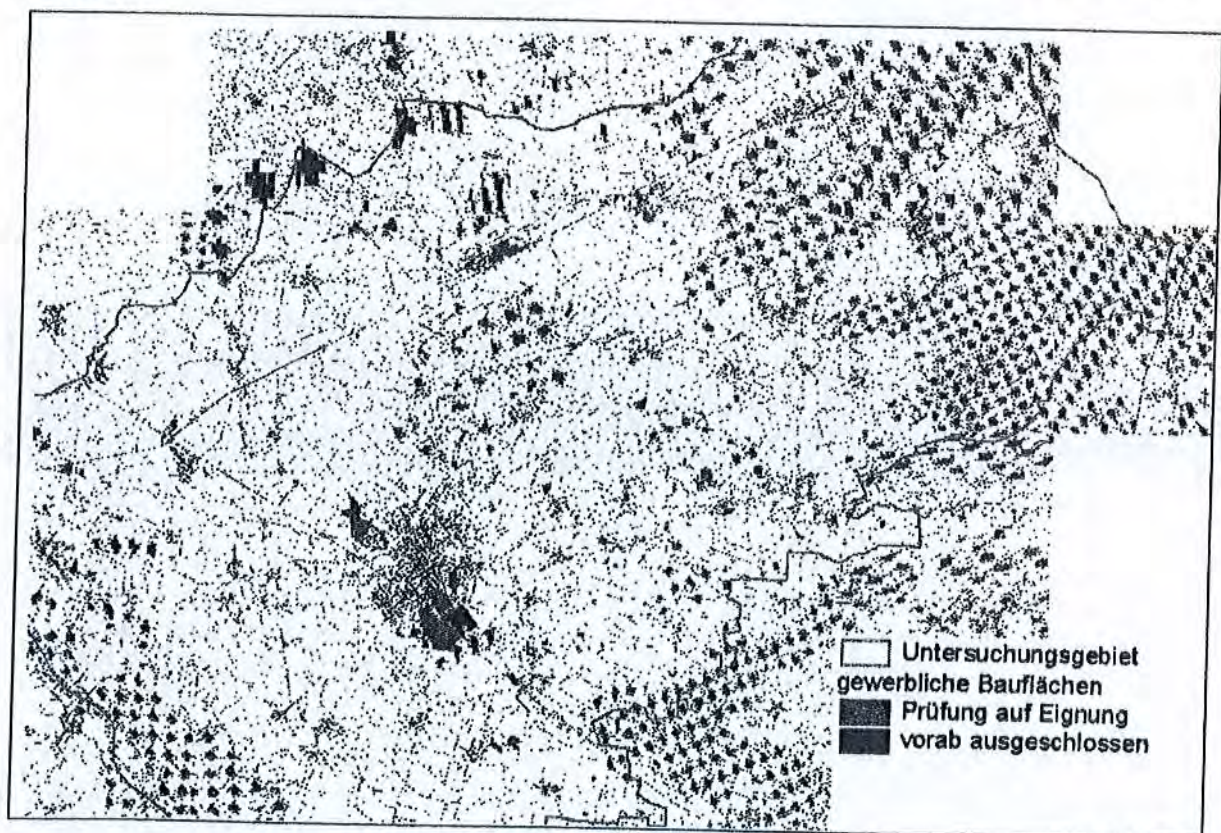 Untersuchungsgebiet
gewerbliche Bauflächen
Prüfung auf Eignung
vorab ausgeschlossen